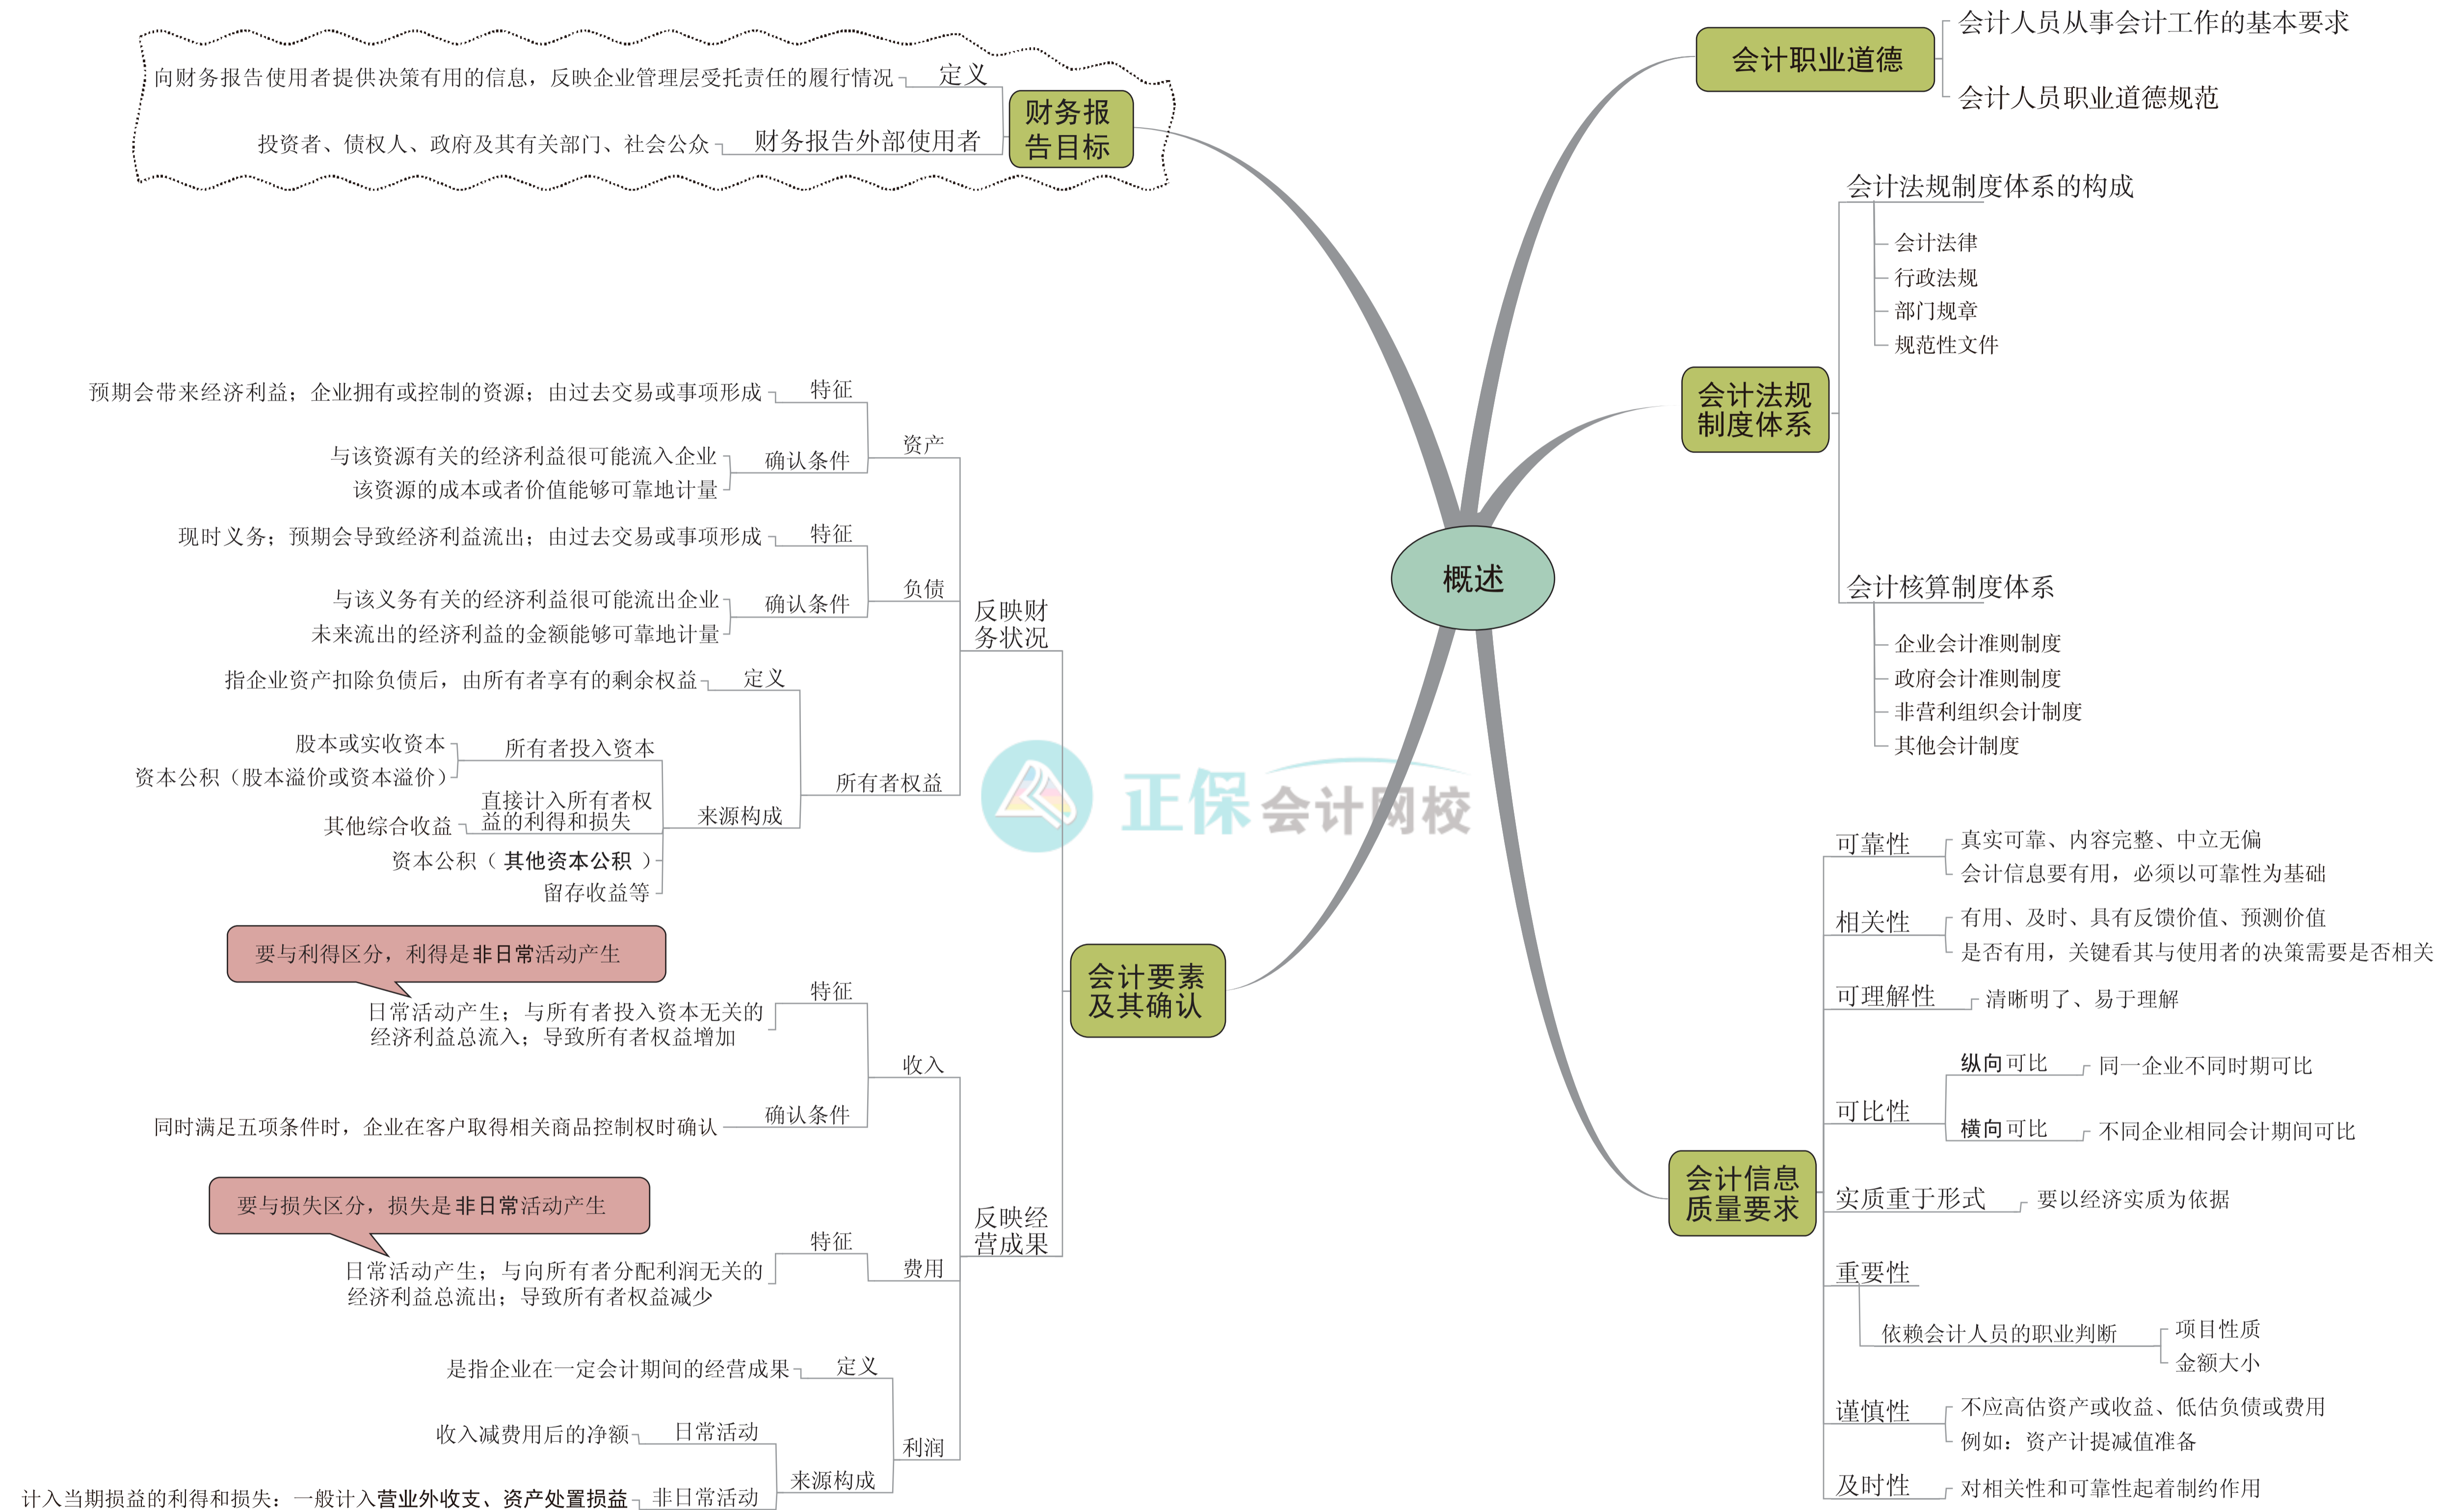 概述
会计职业道德
会计人员从事会计工作的基本要求
会计人员职业道德规范
会计法规
制度体系
会计法规制度体系的构成
会计法律
行政法规
部门规章
规范性文件
会计核算制度体系
企业会计准则制度
政府会计准则制度
非营利组织会计制度
其他会计制度
会计信息
质量要求
可靠性
真实可靠、内容完整、中立无偏
会计信息要有用，必须以可靠性为基础
相关性
有用、及时、具有反馈价值、预测价值
是否有用，关键看其与使用者的决策需要是否相关
可理解性
清晰明了、易于理解
可比性
纵向可比
同一企业不同时期可比
横向可比
不同企业相同会计期间可比
实质重于形式
要以经济实质为依据
重要性
依赖会计人员的职业判断
项目性质
金额大小
谨慎性
不应高估资产或收益、低估负债或费用
例如：资产计提减值准备
及时性
对相关性和可靠性起着制约作用
财务报
告目标
定义
向财务报告使用者提供决策有用的信息，反映企业管理层受托责任的履行情况
财务报告外部使用者
投资者、债权人、政府及其有关部门、社会公众
会计要素
及其确认
反映财
务状况
资产
特征
预期会带来经济利益；企业拥有或控制的资源；由过去交易或事项形成
确认条件
与该资源有关的经济利益很可能流入企业
该资源的成本或者价值能够可靠地计量
负债
特征
现时义务；预期会导致经济利益流出；由过去交易或事项形成
确认条件
与该义务有关的经济利益很可能流出企业
未来流出的经济利益的金额能够可靠地计量
所有者权益
定义
指企业资产扣除负债后，由所有者享有的剩余权益
来源构成
所有者投入资本
股本或实收资本
资本公积（股本溢价或资本溢价）
直接计入所有者权
益的利得和损失
其他综合收益
资本公积（其他资本公积）
留存收益等
反映经
营成果
收入
特征
要与利得区分，利得是非日常活动产生
日常活动产生；与所有者投入资本无关的
经济利益总流入；导致所有者权益增加
确认条件
同时满足五项条件时，企业在客户取得相关商品控制权时确认
费用
特征
要与损失区分，损失是非日常活动产生
日常活动产生；与向所有者分配利润无关的
经济利益总流出；导致所有者权益减少
利润
定义
是指企业在一定会计期间的经营成果
来源构成
日常活动
收入减费用后的净额
非日常活动
计入当期损益的利得和损失：一般计入营业外收支、资产处置损益
正保会计网校